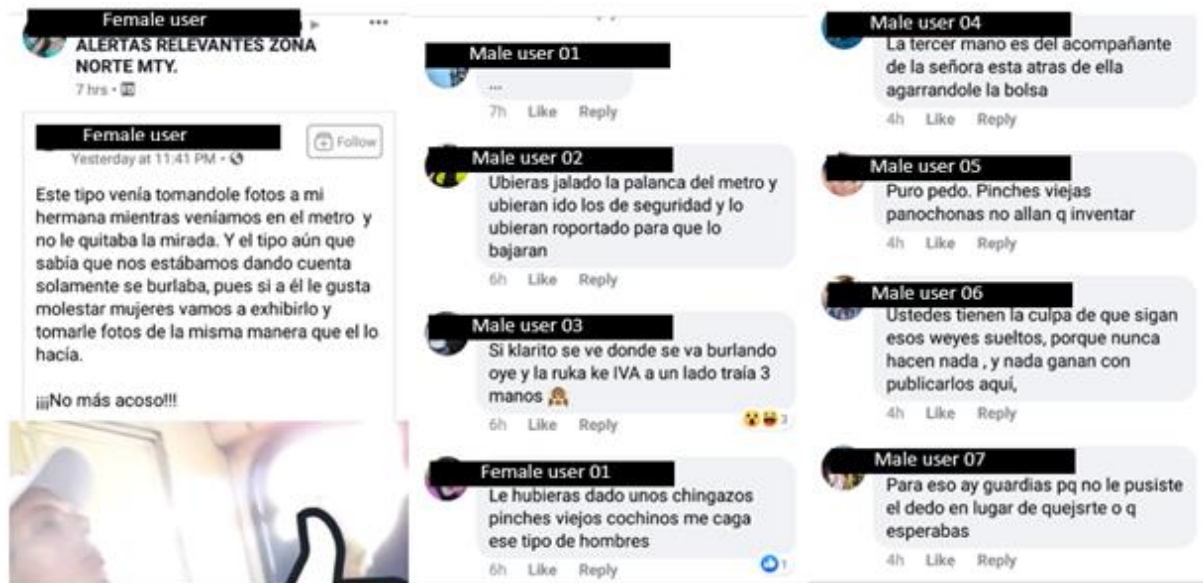 Female user
ALERTAS RELEVANTES ZONA
NORTE MTY.
7 hrs
Female user
Follow
Yesterday at 11:41 PM
Este tipo venía tomandole fotos a mi
hermana mientras veníamos en el metro y
no le quitaba la mirada. Y el tipo aún que
sabia que nos estábamos dando cuenta
solamente se burlaba, pues si a él le gusta
molestar mujeres vamos a exhibirlo y
tomarle fotos de la misma manera que el lo
hacía.
¡¡¡No más acoso!!!
Male user 01
...
7h Like Reply
Male user 02
Ubieras jalado la palanca del metro y
ubieran ido los de seguridad y lo
ubieran roportado para que lo
bajaran
6h Like Reply
Male user 03
Si klarito se ve donde se va burlando
oye y la ruka ke IVA a un lado traía 3
manos
6h Like Reply
3
Female user 01
Le hubieras dado unos chingazos
pinches viejos cochinos me caga
ese tipo de hombres
6h Like Reply
1
Male user 04
La tercer mano es del acompañante
de la señora esta atras de ella
agarrandole la bolsa
4h Like Reply
Male user 05
Puro pedo. Pinches viejas
panochonas no allan q inventar
4h Like Reply
Male user 06
Ustedes tienen la culpa de que sigan
esos weyes sueltos, porque nunca
hacen nada , y nada ganan con
publicarlos aquí,
4h Like Reply
Male user 07
Para eso ay guardias pq no le pusiste
el dedo en lugar de quejsrte o q
esperabas
4h Like Reply